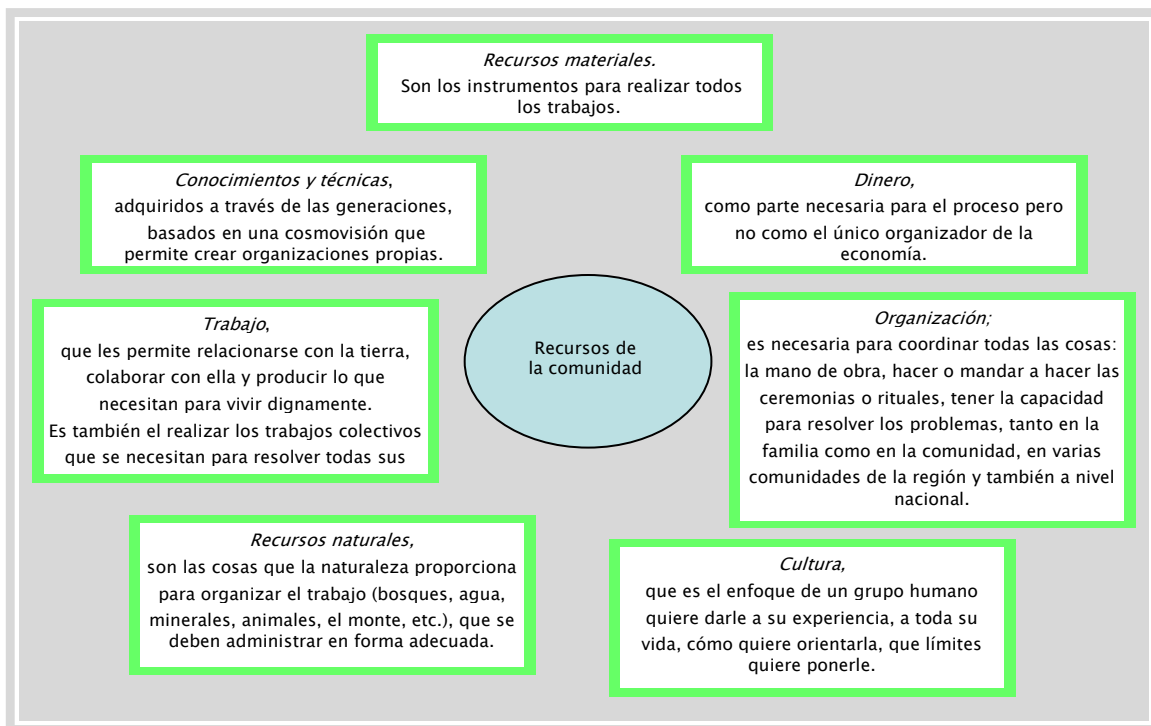 Recursos materiales.
Son los instrumentos para realizar todos
los trabajos.
Conocimientos y técnicas,
adquiridos a través de las generaciones,
basados en una cosmovisión que
permite crear organizaciones propias.
Dinero,
como parte necesaria para el proceso pero
no como el único organizador de la
economía.
Trabajo,
que les permite relacionarse con la tierra,
colaborar con ella y producir lo que
necesitan para vivir dignamente.
Es también el realizar los trabajos colectivos
que se necesitan para resolver todas sus
Recursos de
la comunidad
Organización;
es necesaria para coordinar todas las cosas:
la mano de obra, hacer o mandar a hacer las
ceremonias o rituales, tener la capacidad
para resolver los problemas, tanto en la
familia como en la comunidad, en varias
comunidades de la región y también a nivel
nacional.
Recursos naturales,
son las cosas que la naturaleza proporciona
para organizar el trabajo (bosques, agua,
minerales, animales, el monte, etc.), que se
deben administrar en forma adecuada.
Cultura,
que es el enfoque de un grupo humano
quiere darle a su experiencia, a toda su
vida, cómo quiere orientarla, que límites
quiere ponerle.